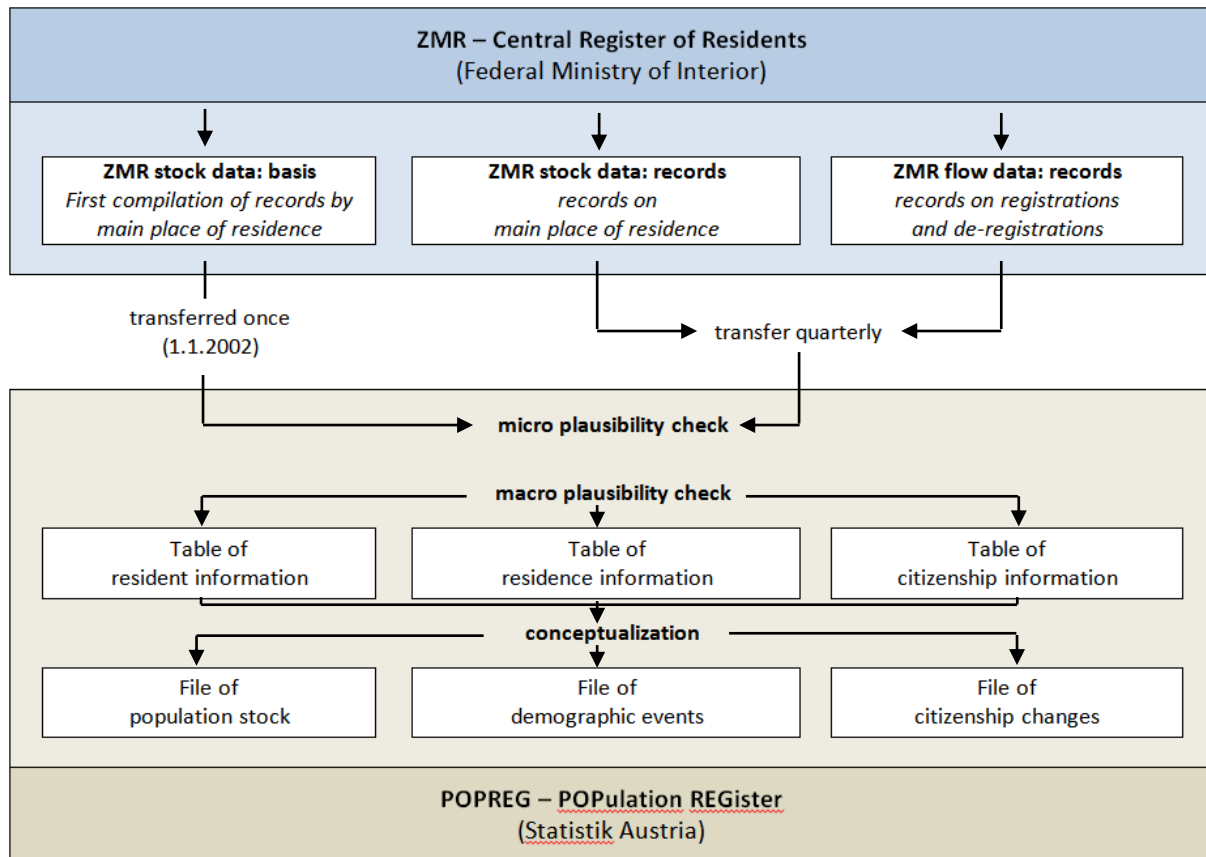 ZMR – Central Register of Residents
(Federal Ministry of Interior)
ZMR stock data: basis
First compilation of records by
main place of residence
ZMR stock data: records
records on
main place of residence
ZMR flow data: records
records on registrations
and de-registrations
transferred once
(1.1.2002)
transfer quarterly
micro plausibility check
macro plausibility check
Table of
resident information
Table of
residence information
Table of
citizenship information
conceptualization
File of
population stock
File of
demographic events
File of
citizenship changes
POPREG – POPulation REGister
(Statistik Austria)